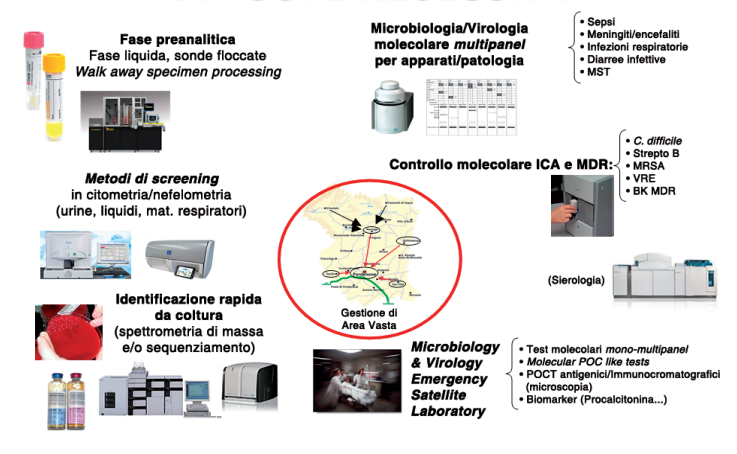 Fase preanalitica
Fase liquida, sonde floccate
Walk away specimen processing
Microbiologia/Virologia
molecolare multipanel
per apparati/patologia
• Sepsi
• Meningiti/encefaliti
• Infezioni respiratorie
• Diarree infettive
• MST
Controllo molecolare ICA e MDR:
• C. difficile
• Strepto B
• MRSA
• VRE
• BK MDR
Metodi di screening
in citometria/nefelometria
(urine, liquidi, mat. respiratori)
Gestione di
Area Vasta
(Sierologia)
Identificazione rapida
da coltura
(spettrometria di massa
e/o sequenziamento)
Microbiology
& Virology
Emergency
Satellite
Laboratory
• Test molecolari mono-multipanel
• Molecular POC like tests
• POCT antigenici/Immunocromatografici
(microscopia)
• Biomarker (Procalcitonina...)